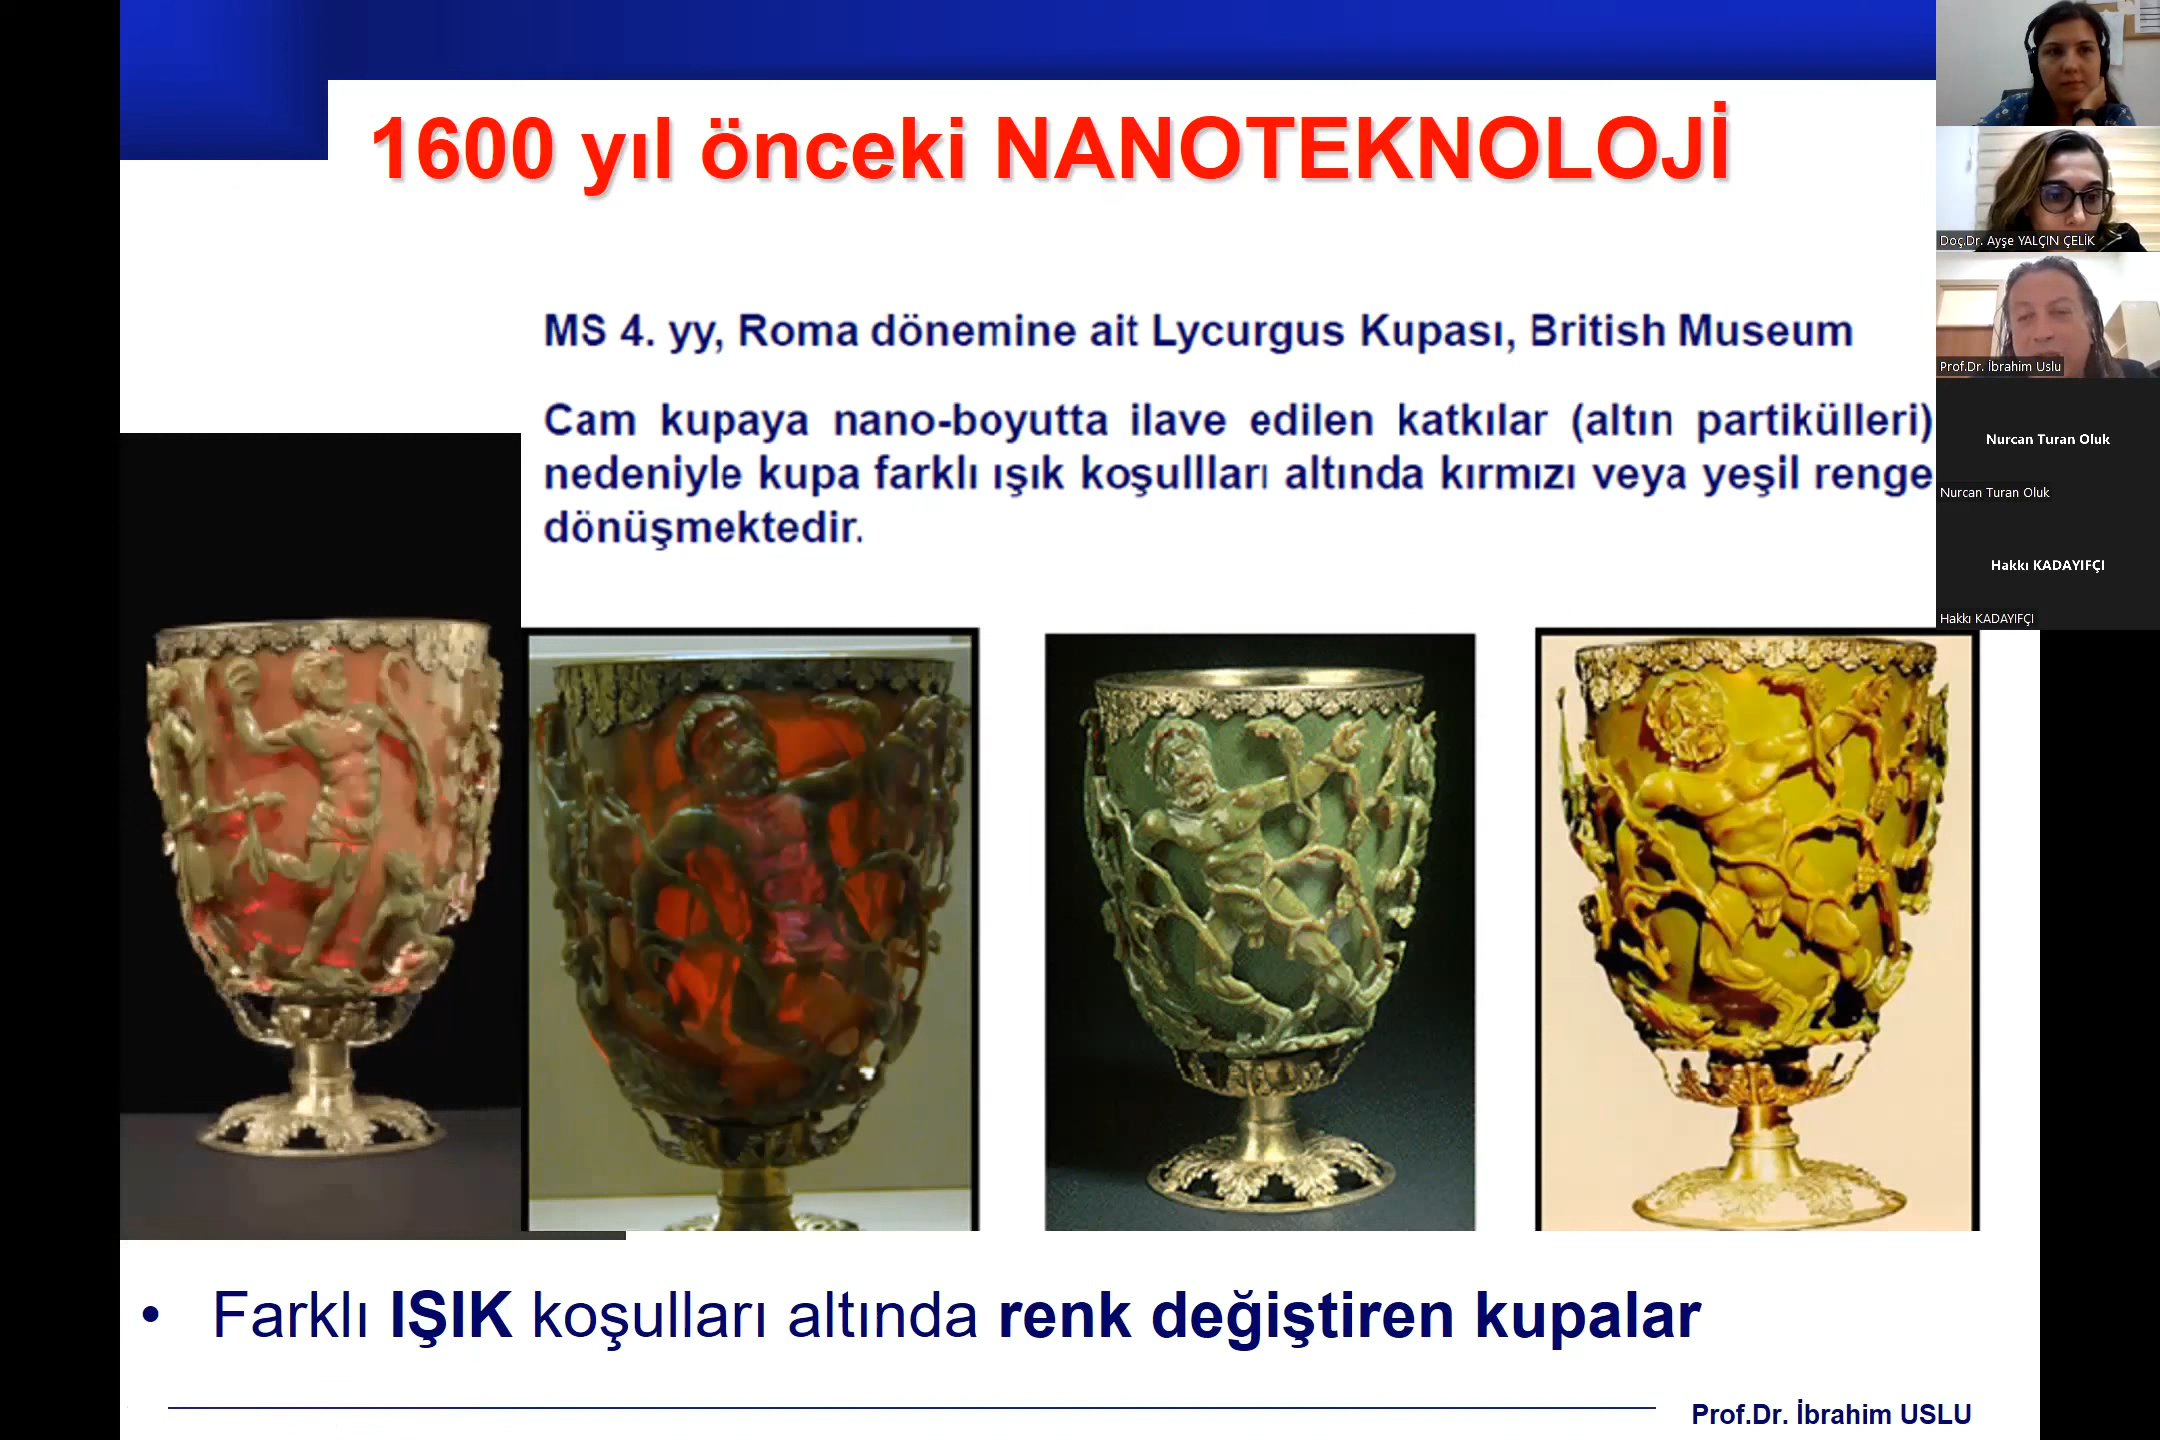 1600 yıl önceki NANOTEKNOLOJİ
MS 4. yy, Roma dönemine ait Lycurgus Kupası, British Museum
Cam kupaya nano-boyutta ilave edilen katkılar (altın partikülleri)
nedeniyle kupa farklı ışık koşullları altında kırmızı veya yeşil renge
dönüşmektedir.
• Farklı IŞIK koşulları altında renk değiştiren kupalar
Prof.Dr. İbrahim USLU
Doç.Dr. Ayşe YALÇIN ÇELİK
Prof.Dr. İbrahim Uslu
Nurcan Turan Oluk
Nurcan Turan Oluk
Hakkı KADAYIFÇI
Hakkı KADAYIFÇI